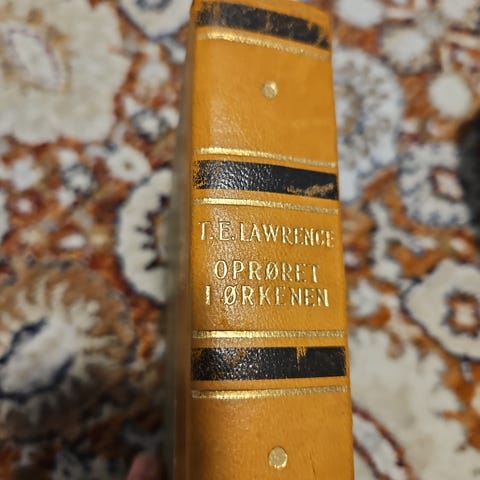 T. E. LAWRENCE
OPRØRET
I ØRKENEN